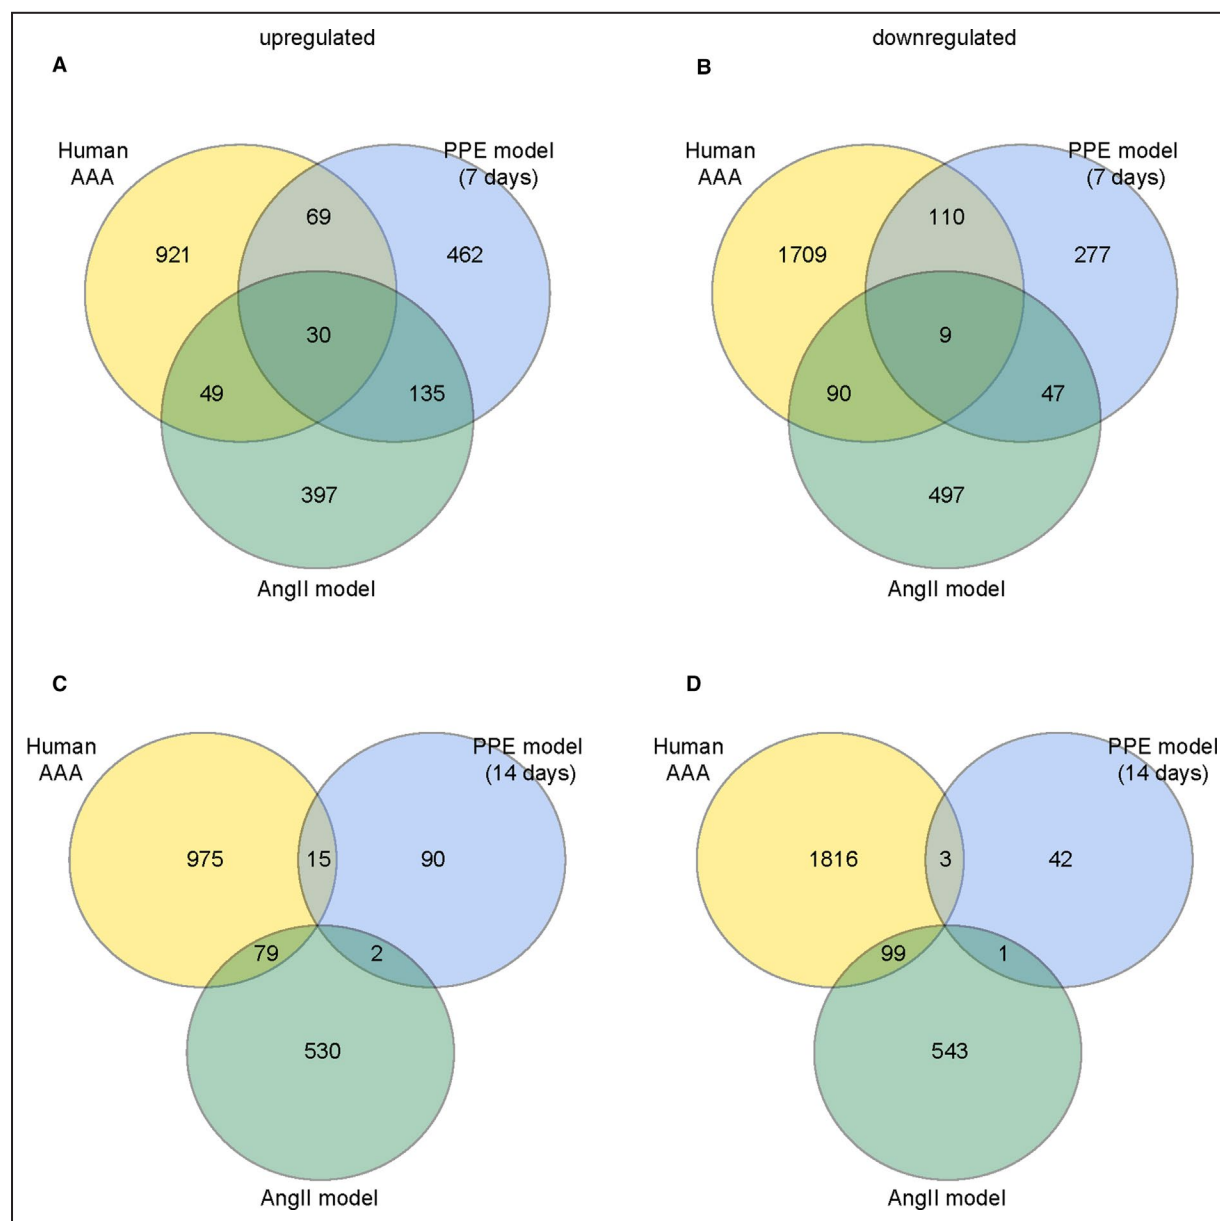 upregulated
downregulated
A
B
Human
AAA
PPE model
(7 days)
69
921
462
30
49
135
397
AngII model
Human
AAA
PPE model
(7 days)
110
1709
277
9
90
47
497
AngII model
C
D
Human
AAA
PPE model
(14 days)
975
15
90
79
2
530
AngII model
Human
AAA
PPE model
(14 days)
1816
3
42
99
1
543
AngII model